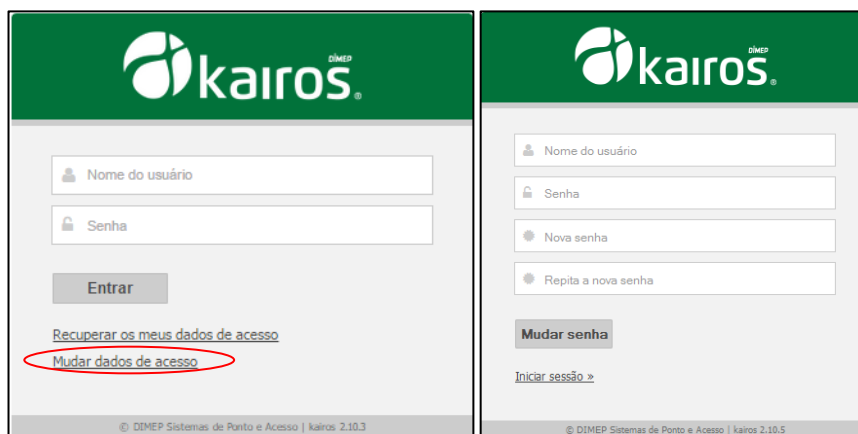 DIMEP
kairos®
Nome do usuário
Senha
Entrar
Recuperar os meus dados de acesso
Mudar dados de acesso
© DIMEP Sistemas de Ponto e Acesso | kairos 2.10.3
DIMEP
kairos®
Nome do usuário
Senha
Nova senha
Repita a nova senha
Mudar senha
Iniciar sessão »
© DIMEP Sistemas de Ponto e Acesso | kairos 2.10.5